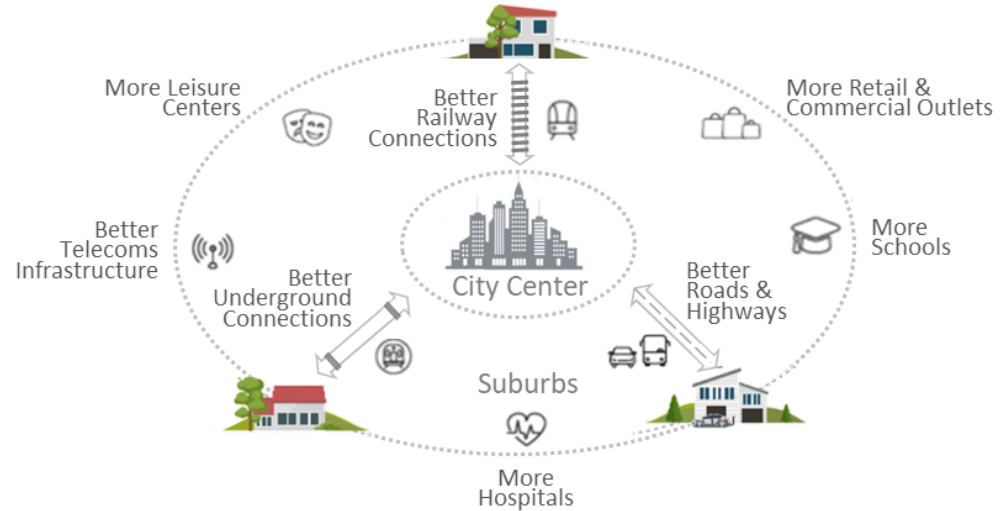 More Leisure
Centers
Better
Railway
Connections
More Retail &
Commercial Outlets
Better
Telecoms
Infrastructure
More
Schools
City Center
Better
Underground
Connections
Better
Roads &
Highways
Suburbs
More
Hospitals